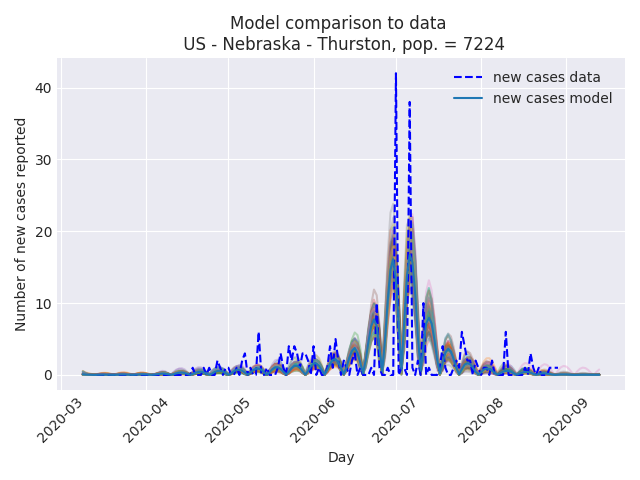 Model comparison to data
US - Nebraska - Thurston, pop. = 7224
new cases data
new cases model
Number of new cases reported
40
30
20
10
0
2020-03
2020-04
2020-05
2020-06
2020-07
2020-08
2020-09
Day